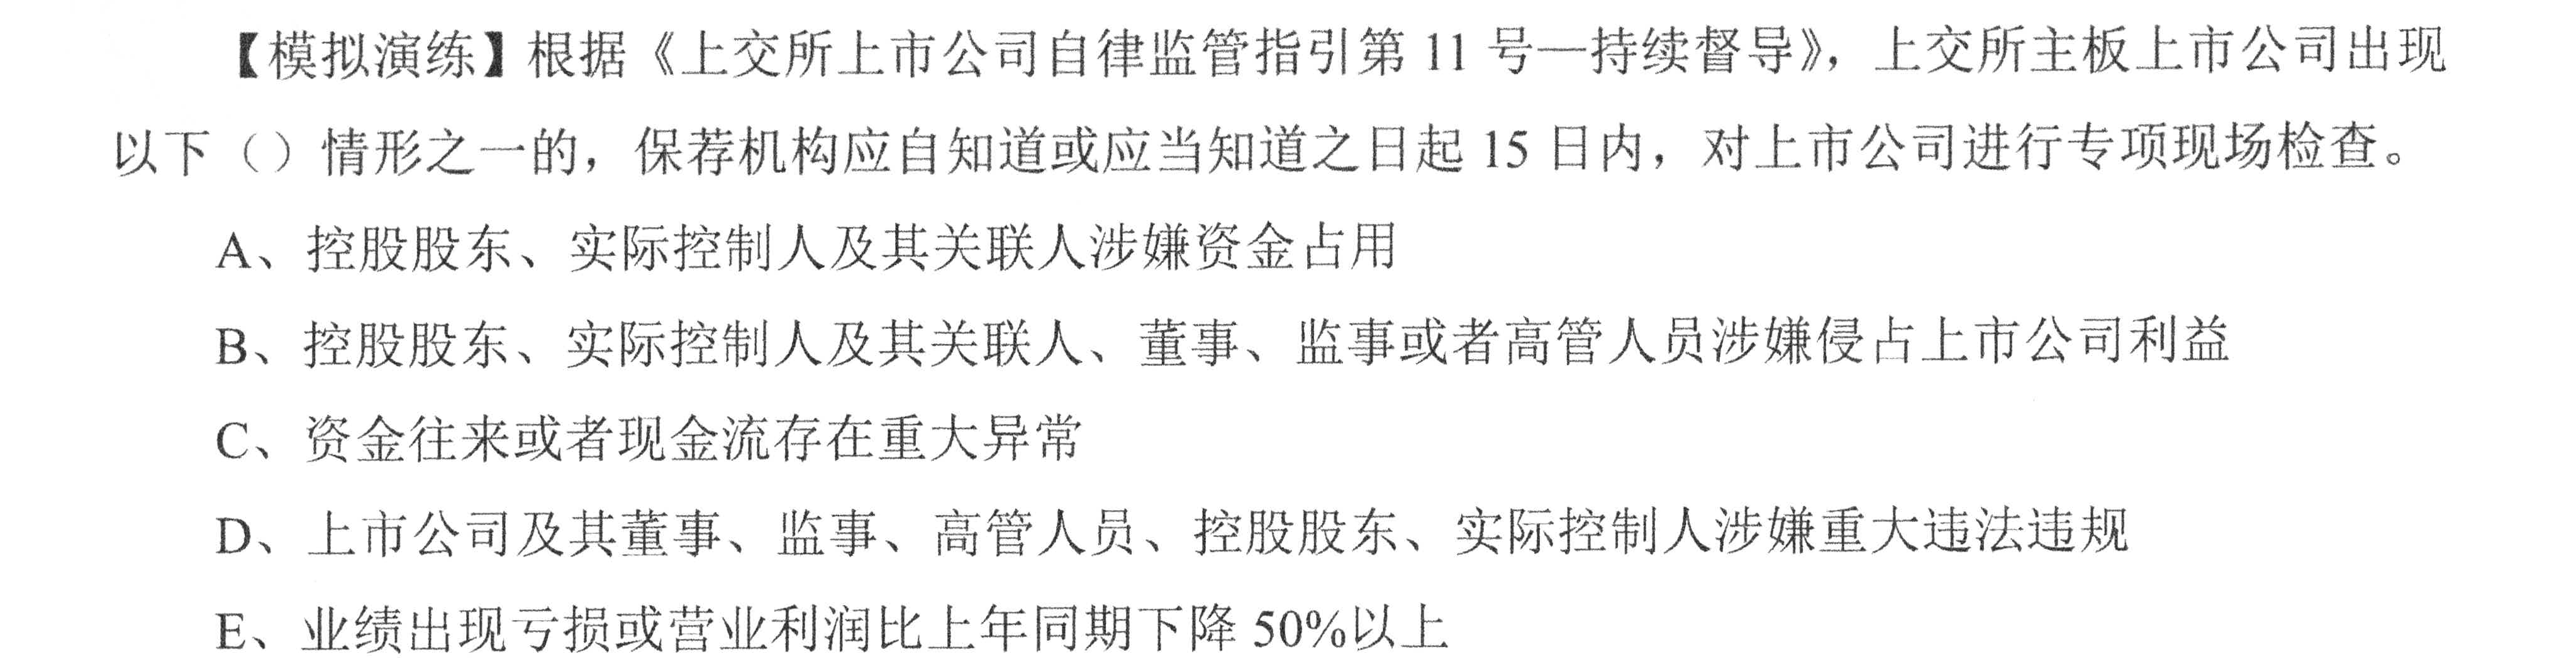 【模拟演练】根据《上交所上市公司自律监管指引第 11 号—持续督导》，上交所主板上市公司出现
以下（）情形之一的，保荐机构应自知道或应当知道之日起 15 日内，对上市公司进行专项现场检查。
A、控股股东、实际控制人及其关联人涉嫌资金占用
B、控股股东、实际控制人及其关联人、董事、监事或者高管人员涉嫌侵占上市公司利益
C、资金往来或者现金流存在重大异常
D、上市公司及其董事、监事、高管人员、控股股东、实际控制人涉嫌重大违法违规
E、业绩出现亏损或营业利润比上年同期下降 50%以上